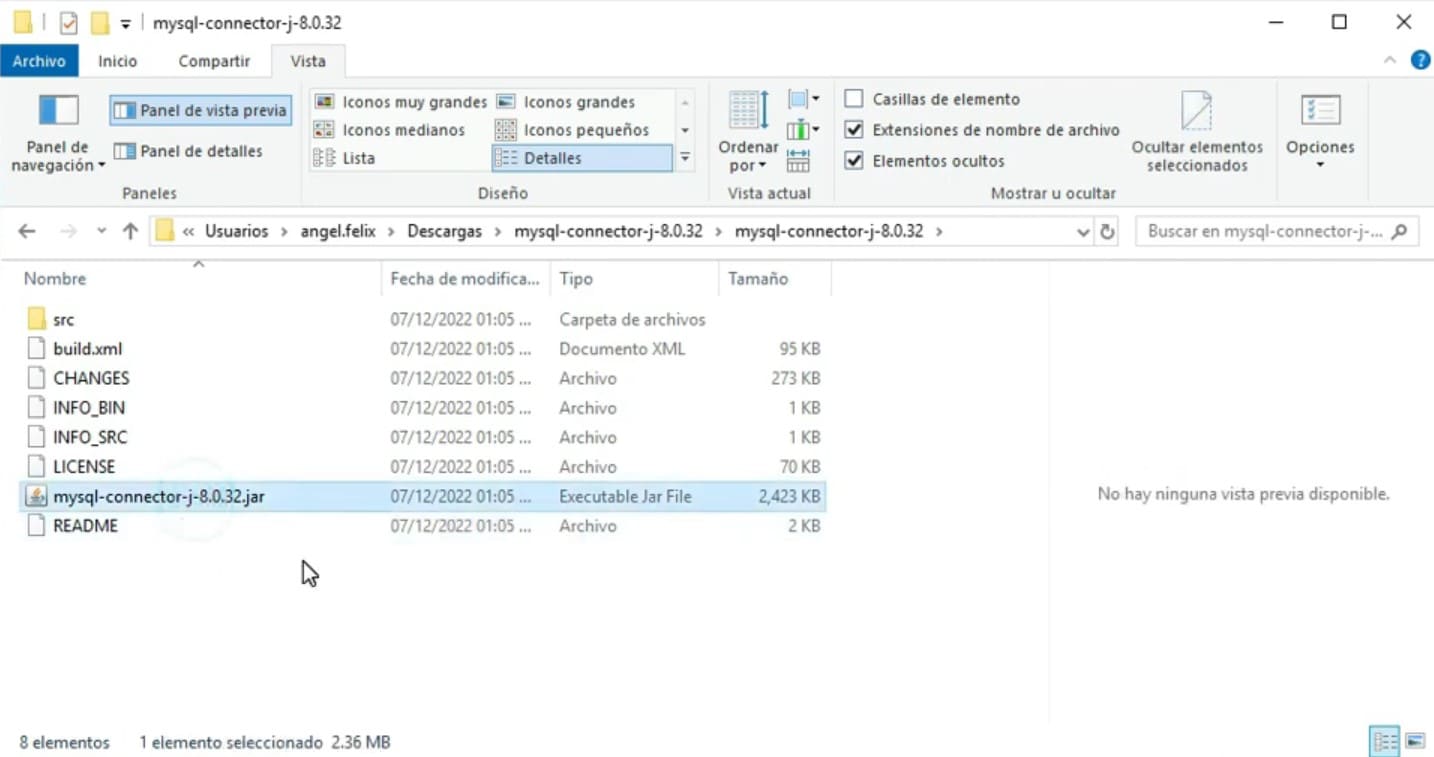 mysql-connector-j-8.0.32
Archivo Inicio Compartir Vista
Panel de navegación
Panel de vista previa
Panel de detalles
Paneles
Iconos muy grandes Iconos grandes
Iconos medianos Iconos pequeños
Lista Detalles
Diseño
Ordenar por
Vista actual
Casillas de elemento
Extensiones de nombre de archivo
Elementos ocultos
Ocultar elementos seleccionados
Mostrar u ocultar
Opciones
« Usuarios › angel.felix › Descargas › mysql-connector-j-8.0.32 › mysql-connector-j-8.0.32 ›
Buscar en mysql-connector-j-...
Nombre Fecha de modifica... Tipo Tamaño
src 07/12/2022 01:05 ... Carpeta de archivos
build.xml 07/12/2022 01:05 ... Documento XML 95 KB
CHANGES 07/12/2022 01:05 ... Archivo 273 KB
INFO_BIN 07/12/2022 01:05 ... Archivo 1 KB
INFO_SRC 07/12/2022 01:05 ... Archivo 1 KB
LICENSE 07/12/2022 01:05 ... Archivo 70 KB
mysql-connector-j-8.0.32.jar 07/12/2022 01:05 ... Executable Jar File 2,423 KB
README 07/12/2022 01:05 ... Archivo 2 KB
No hay ninguna vista previa disponible.
8 elementos 1 elemento seleccionado 2.36 MB